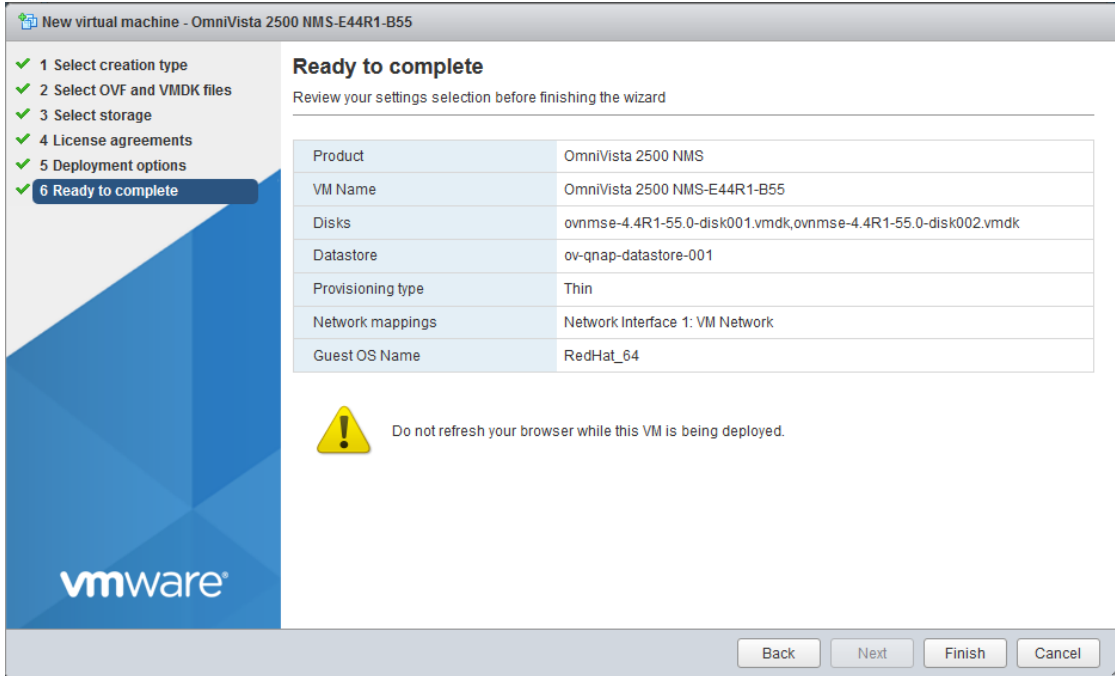 New virtual machine - OmniVista 2500 NMS-E44R1-B55
1 Select creation type
2 Select OVF and VMDK files
3 Select storage
4 License agreements
5 Deployment options
6 Ready to complete
Ready to complete
Review your settings selection before finishing the wizard
Product OmniVista 2500 NMS
VM Name OmniVista 2500 NMS-E44R1-B55
Disks ovnmse-4.4R1-55.0-disk001.vmdk,ovnmse-4.4R1-55.0-disk002.vmdk
Datastore ov-qnap-datastore-001
Provisioning type Thin
Network mappings Network Interface 1: VM Network
Guest OS Name RedHat_64
Do not refresh your browser while this VM is being deployed.
vmware®
Back Next Finish Cancel